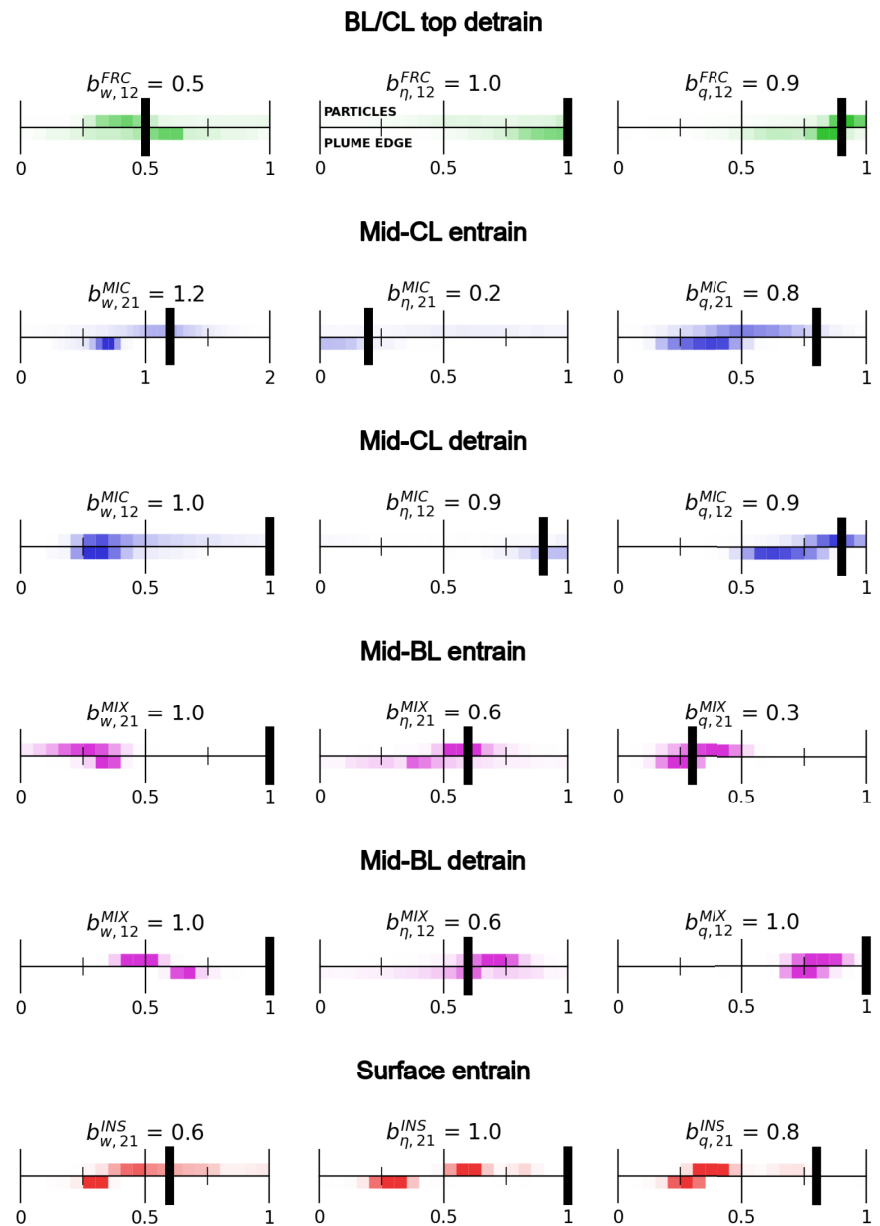 BL/CL top detrain
b^{FRC}_{w,12} = 0.5 b^{FRC}_{η,12} = 1.0 b^{FRC}_{q,12} = 0.9
PARTICLES
PLUME EDGE
0 0.5 1 0 0.5 1 0 0.5 1
Mid-CL entrain
b^{MIC}_{w,21} = 1.2 b^{MIC}_{η,21} = 0.2 b^{MIC}_{q,21} = 0.8
0 1 2 0 0.5 1 0 0.5 1
Mid-CL detrain
b^{MIC}_{w,12} = 1.0 b^{MIC}_{η,12} = 0.9 b^{MIC}_{q,12} = 0.9
0 0.5 1 0 0.5 1 0 0.5 1
Mid-BL entrain
b^{MIX}_{w,21} = 1.0 b^{MIX}_{η,21} = 0.6 b^{MIX}_{q,21} = 0.3
0 0.5 1 0 0.5 1 0 0.5 1
Mid-BL detrain
b^{MIX}_{w,12} = 1.0 b^{MIX}_{η,12} = 0.6 b^{MIX}_{q,12} = 1.0
0 0.5 1 0 0.5 1 0 0.5 1
Surface entrain
b^{INS}_{w,21} = 0.6 b^{INS}_{η,21} = 1.0 b^{INS}_{q,21} = 0.8
0 0.5 1 0 0.5 1 0 0.5 1